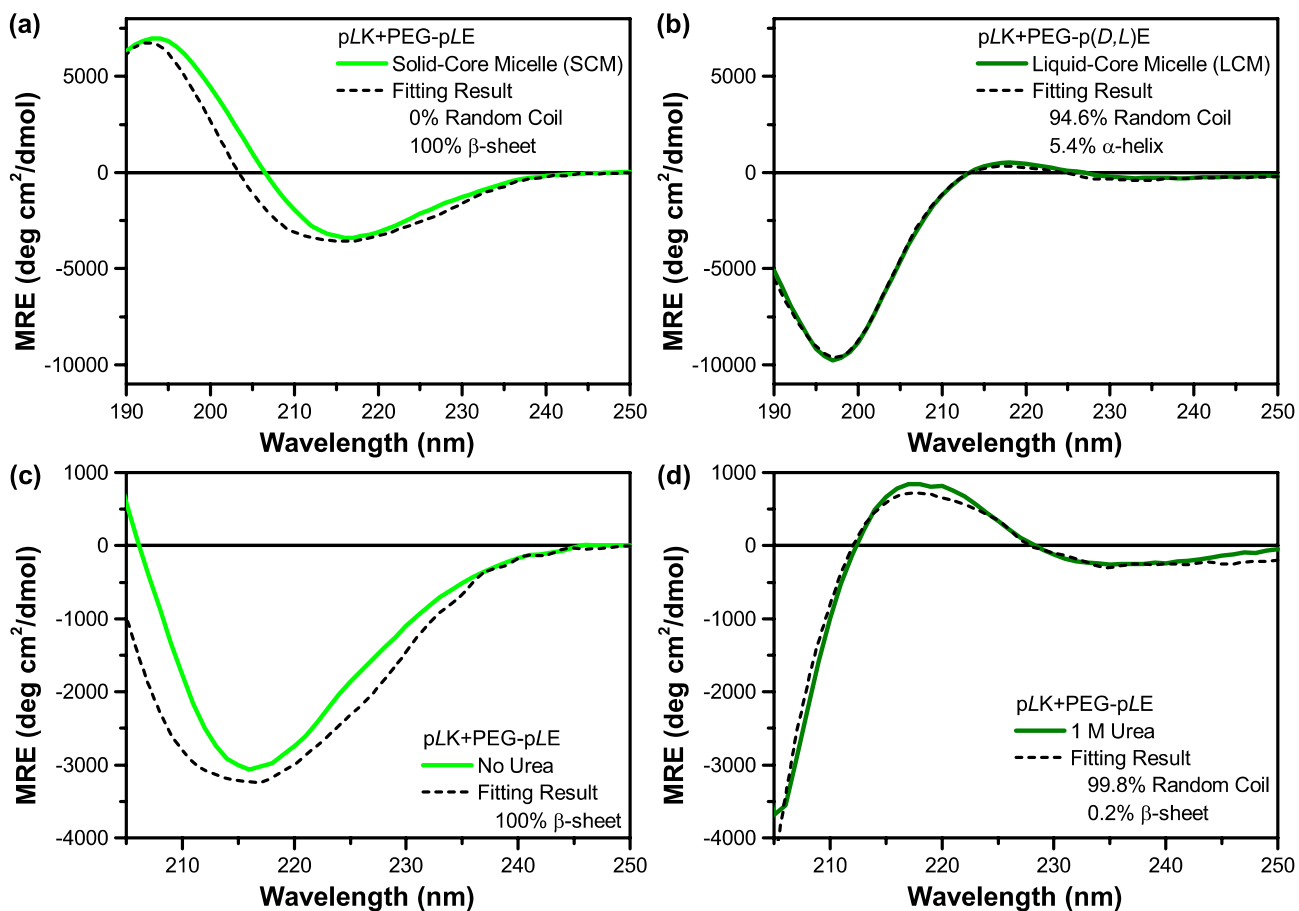 (a)
pLK+PEG-pLE
Solid-Core Micelle (SCM)
Fitting Result
0% Random Coil
100% β-sheet
5000
0
-5000
-10000
MRE (deg cm²/dmol)
190 200 210 220 230 240 250
Wavelength (nm)
(b)
pLK+PEG-p(D,L)E
Liquid-Core Micelle (LCM)
Fitting Result
94.6% Random Coil
5.4% α-helix
5000
0
-5000
-10000
MRE (deg cm²/dmol)
190 200 210 220 230 240 250
Wavelength (nm)
(c)
1000
0
-1000
-2000
-3000
-4000
MRE (deg cm²/dmol)
pLK+PEG-pLE
No Urea
Fitting Result
100% β-sheet
210 220 230 240 250
Wavelength (nm)
(d)
1000
0
-1000
-2000
-3000
-4000
MRE (deg cm²/dmol)
pLK+PEG-pLE
1 M Urea
Fitting Result
99.8% Random Coil
0.2% β-sheet
210 220 230 240 250
Wavelength (nm)